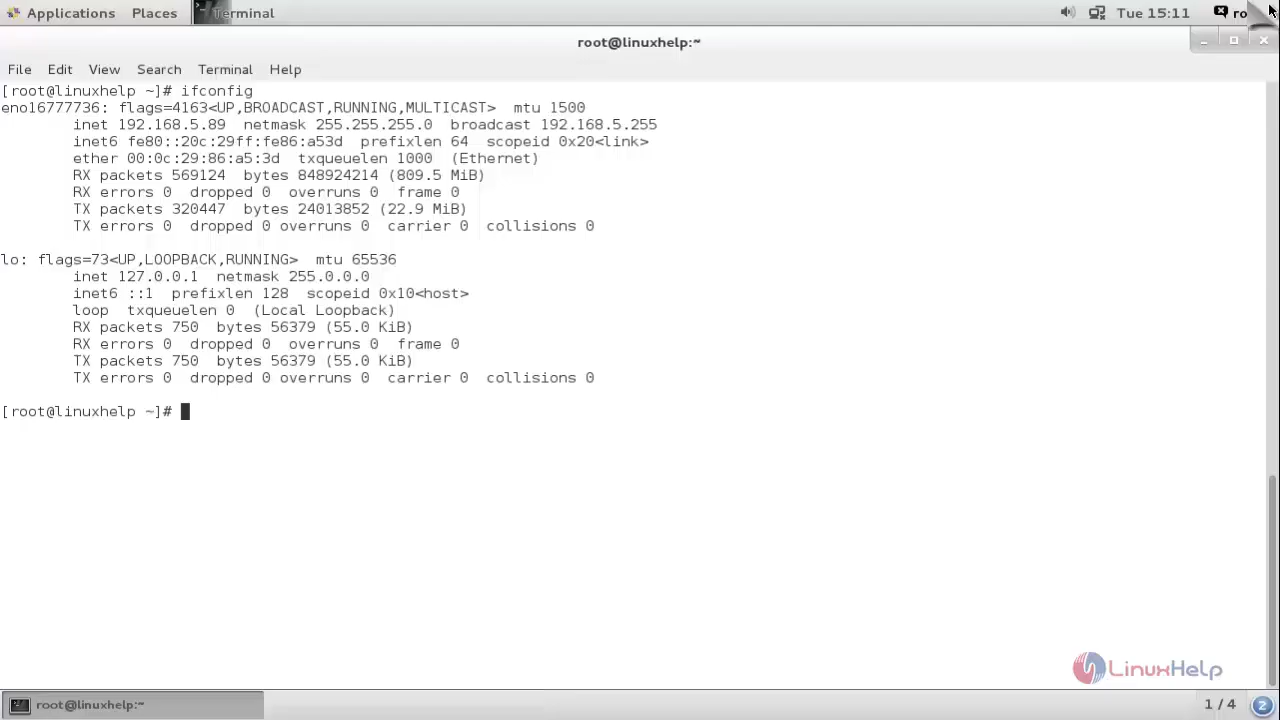 Applications Places Terminal Tue 15:11
root@linuxhelp:~
File Edit View Search Terminal Help
[root@linuxhelp ~]# ifconfig
eno16777736: flags=4163<UP,BROADCAST,RUNNING,MULTICAST> mtu 1500
inet 192.168.5.89 netmask 255.255.255.0 broadcast 192.168.5.255
inet6 fe80::20c:29ff:fe86:a53d prefixlen 64 scopeid 0x20<link>
ether 00:0c:29:86:a5:3d txqueuelen 1000 (Ethernet)
RX packets 569124 bytes 848924214 (809.5 MiB)
RX errors 0 dropped 0 overruns 0 frame 0
TX packets 320447 bytes 24013852 (22.9 MiB)
TX errors 0 dropped 0 overruns 0 carrier 0 collisions 0
lo: flags=73<UP,LOOPBACK,RUNNING> mtu 65536
inet 127.0.0.1 netmask 255.0.0.0
inet6 ::1 prefixlen 128 scopeid 0x10<host>
loop txqueuelen 0 (Local Loopback)
RX packets 750 bytes 56379 (55.0 KiB)
RX errors 0 dropped 0 overruns 0 frame 0
TX packets 750 bytes 56379 (55.0 KiB)
TX errors 0 dropped 0 overruns 0 carrier 0 collisions 0
[root@linuxhelp ~]#
LinuxHelp
root@linuxhelp:~ 1 / 4 2